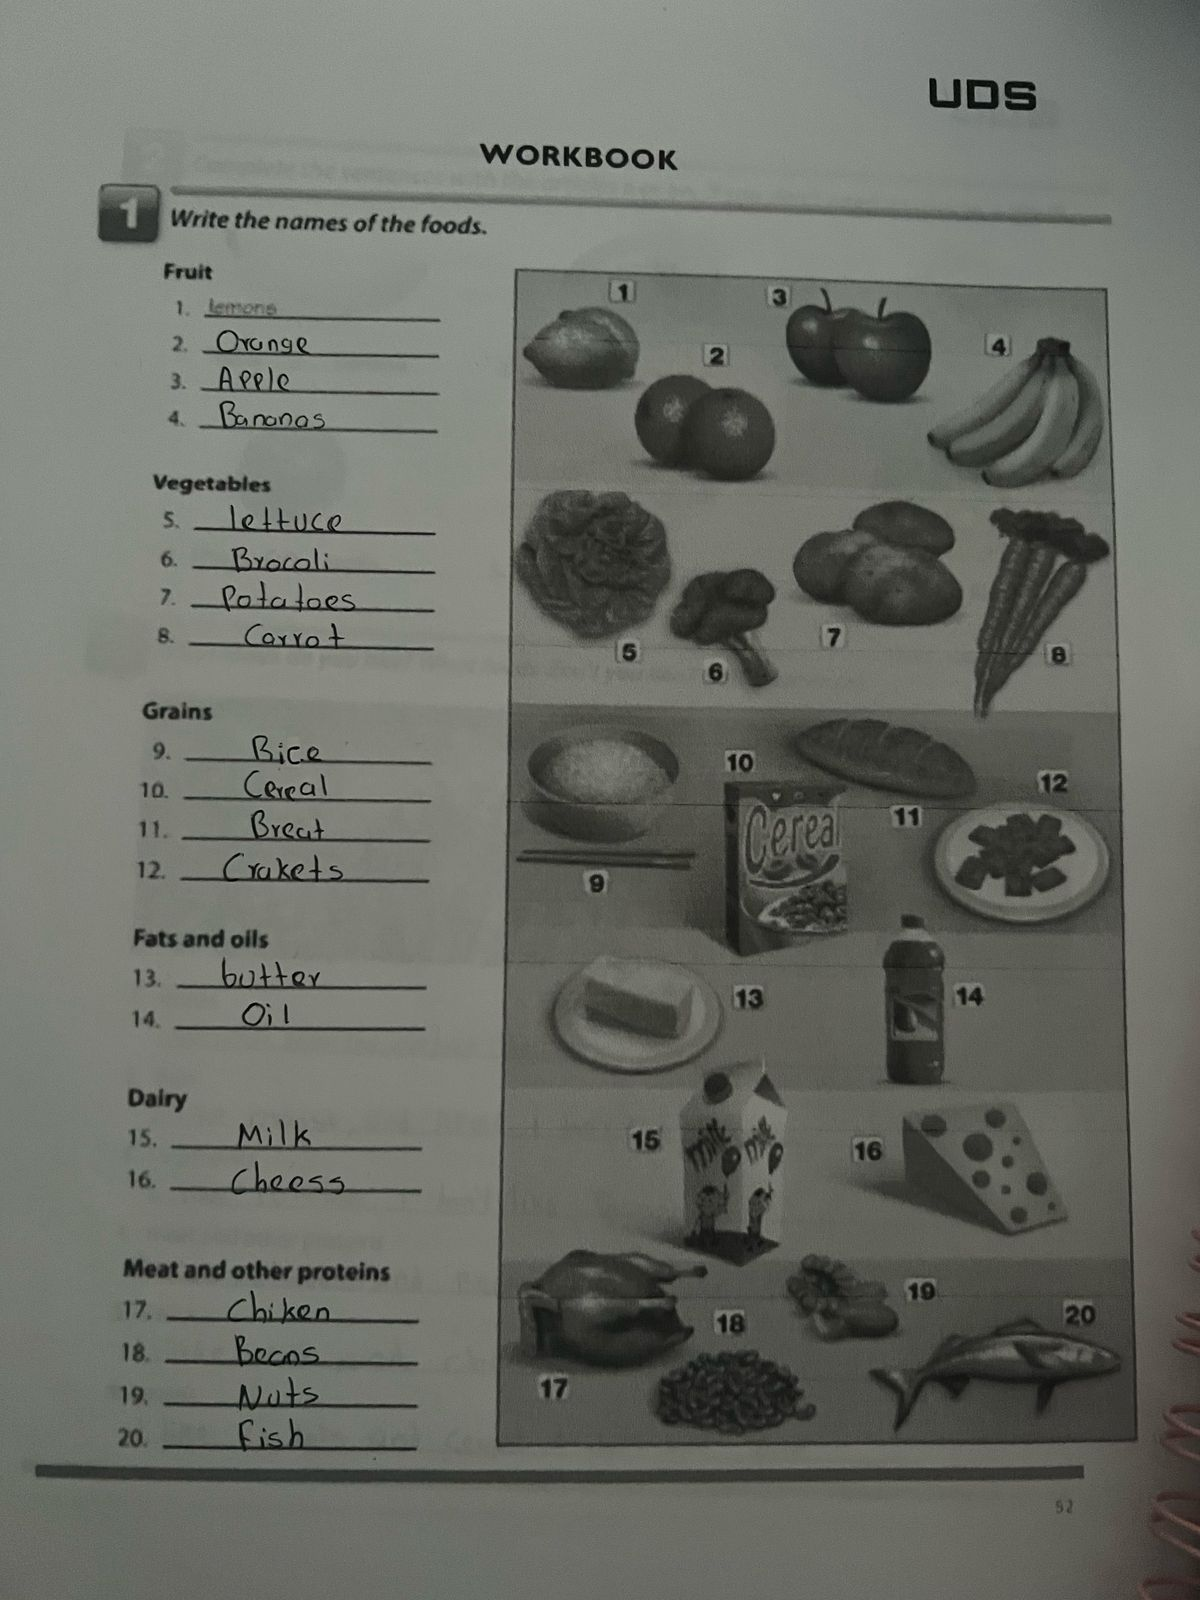 UDS
WORKBOOK
1 Write the names of the foods.
Fruit
1. lemons
2. Orange
3. Apple
4. Bananas
Vegetables
5. lettuce
6. Brocoli
7. Potatoes
8. Carrot
Grains
9. Rice
10. Cereal
11. Breat
12. Crakets
Fats and oils
13. butter
14. Oil
Dairy
15. Milk
16. Cheess
Meat and other proteins
17. Chiken
18. Beans
19. Nuts
20. Fish
1
2
3
4
5
6
7
8
9
10
Cereal
11
12
13
14
15
milk
milk
16
17
18
19
20
52